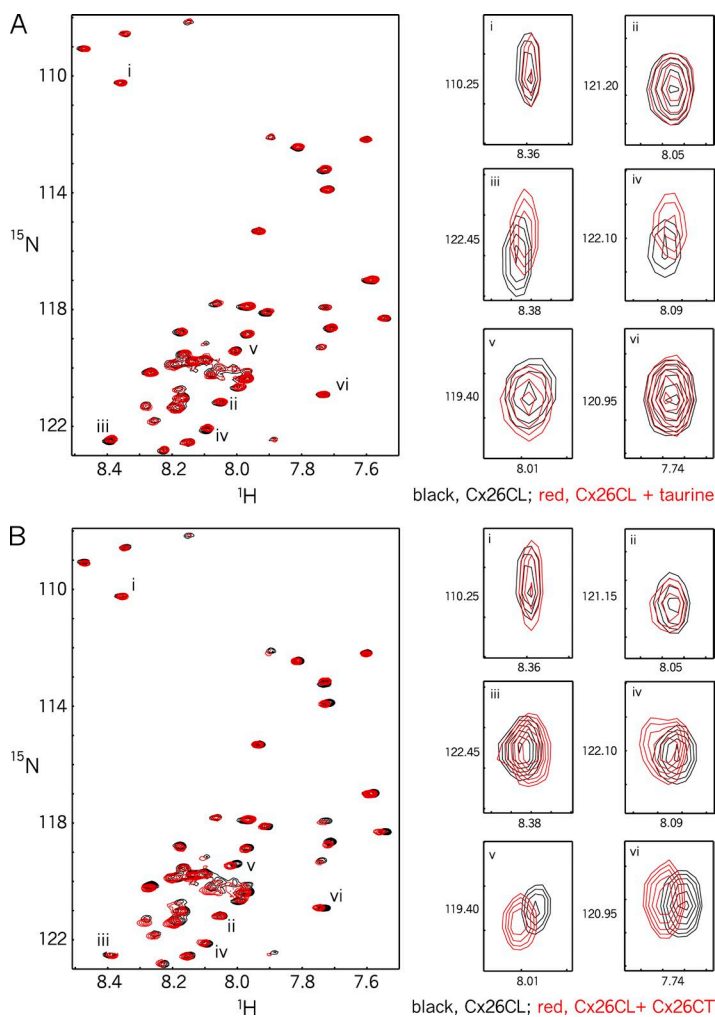 A
110
114
118
122
15N
i
v
vi
ii
iii
iv
8.4 8.2 8.0 7.8 7.6
1H
i
110.25
8.36
ii
121.20
8.05
iii
122.45
8.38
iv
122.10
8.09
v
119.40
8.01
vi
120.95
7.74
black, Cx26CL; red, Cx26CL + taurine
B
110
114
118
122
15N
i
v
vi
ii
iii
iv
8.4 8.2 8.0 7.8 7.6
1H
i
110.25
8.36
ii
121.15
8.05
iii
122.45
8.38
iv
122.10
8.09
v
119.40
8.01
vi
120.95
7.74
black, Cx26CL; red, Cx26CL+ Cx26CT